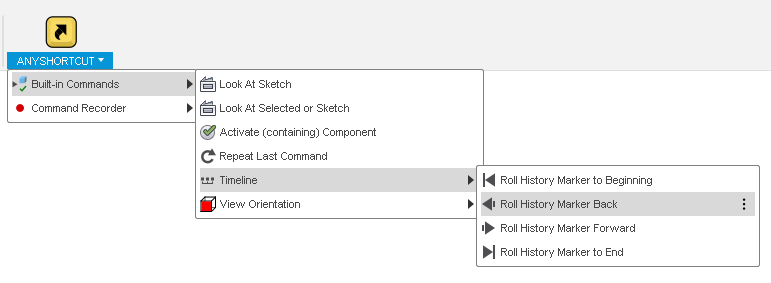 ANYSHORTCUT
Built-in Commands
Command Recorder
Look At Sketch
Look At Selected or Sketch
Activate (containing) Component
Repeat Last Command
Timeline
View Orientation
Roll History Marker to Beginning
Roll History Marker Back
Roll History Marker Forward
Roll History Marker to End